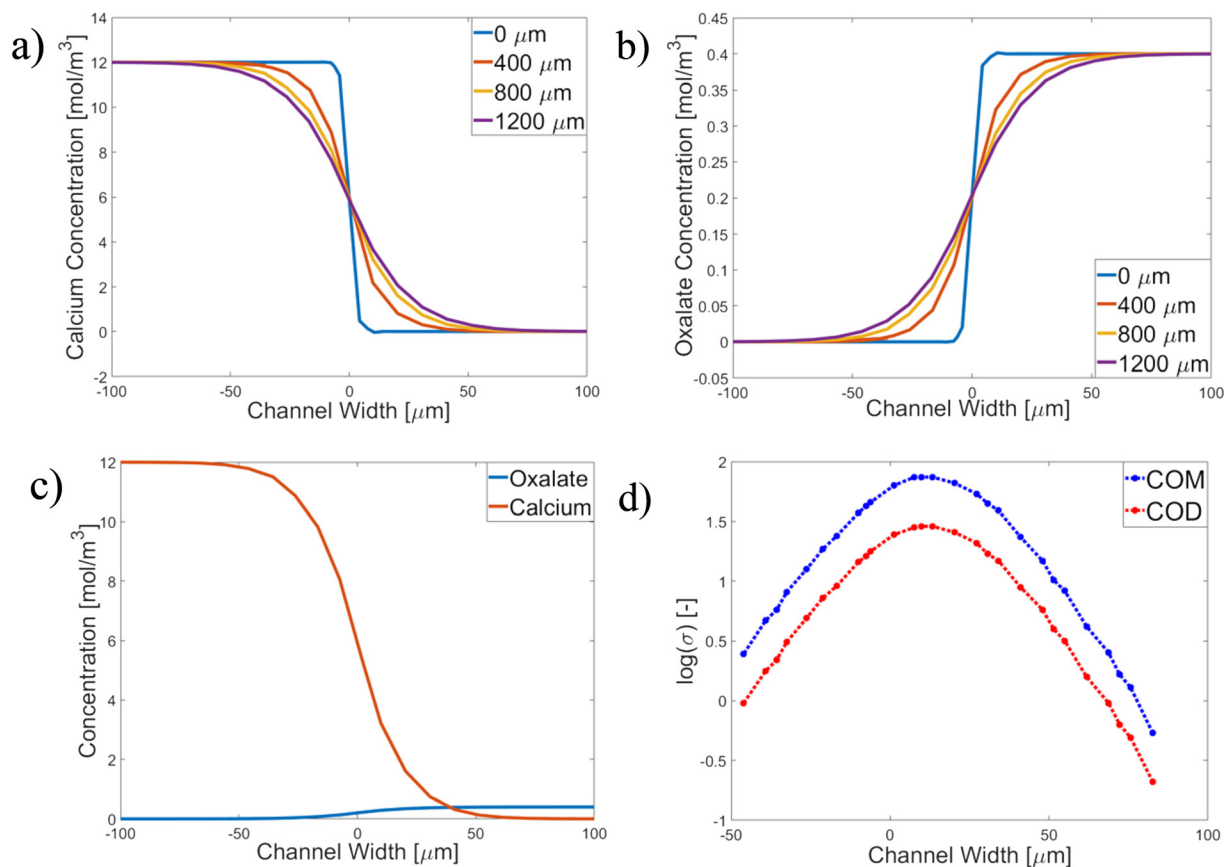 a)
Calcium Concentration [mol/m³]
14
12
10
8
6
4
2
0
-2
-100
-50
0
50
100
Channel Width [μm]
0 μm
400 μm
800 μm
1200 μm
b)
Oxalate Concentration [mol/m³]
0.45
0.4
0.35
0.3
0.25
0.2
0.15
0.1
0.05
0
-0.05
-100
-50
0
50
100
Channel Width [μm]
0 μm
400 μm
800 μm
1200 μm
c)
Concentration [mol/m³]
12
10
8
6
4
2
0
-100
-50
0
50
100
Channel Width [μm]
Oxalate
Calcium
d)
log(σ) [-]
2
1.5
1
0.5
0
-0.5
-1
-50
0
50
100
Channel Width [μm]
COM
COD